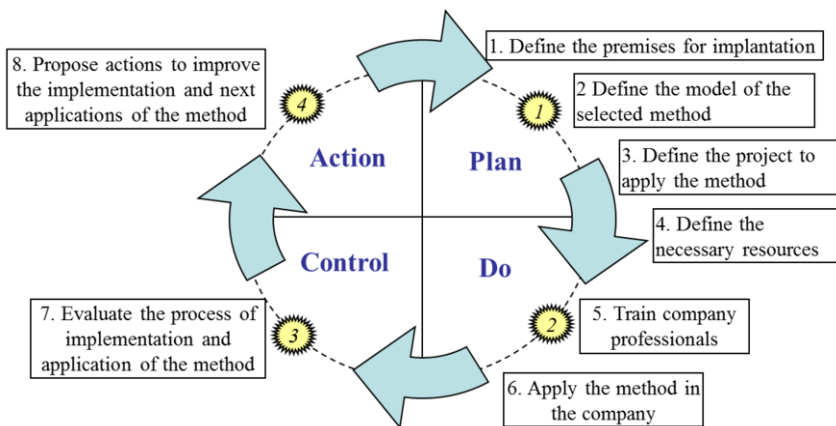 1. Define the premises for implantation
2 Define the model of the
selected method
3. Define the project to
apply the method
4. Define the
necessary resources
5. Train company
professionals
6. Apply the method in
the company
7. Evaluate the process of
implementation and
application of the method
8. Propose actions to improve
the implementation and next
applications of the method
4
1
Action
Plan
Control
Do
3
2